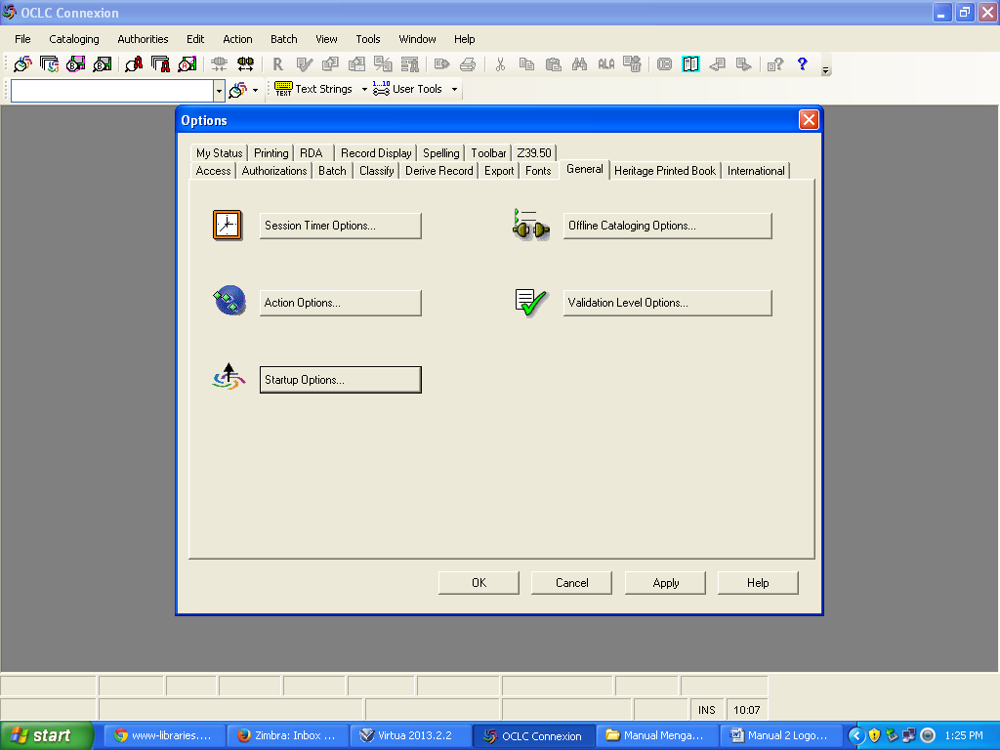 OCLC Connexion
File Cataloging Authorities Edit Action Batch View Tools Window Help
R ALA ?
TEXT Text Strings 1...10 User Tools
Options
My Status Printing RDA Record Display Spelling Toolbar Z39.50
Access Authorizations Batch Classify Derive Record Export Fonts General Heritage Printed Book International
Session Timer Options... Offline Cataloging Options...
Action Options... Validation Level Options...
Startup Options...
OK Cancel Apply Help
INS 10:07
start www-libraries.... Zimbra: Inbox ... Virtua 2013.2.2 OCLC Connexion Manual Menga... Manual 2 Logo... 1:25 PM